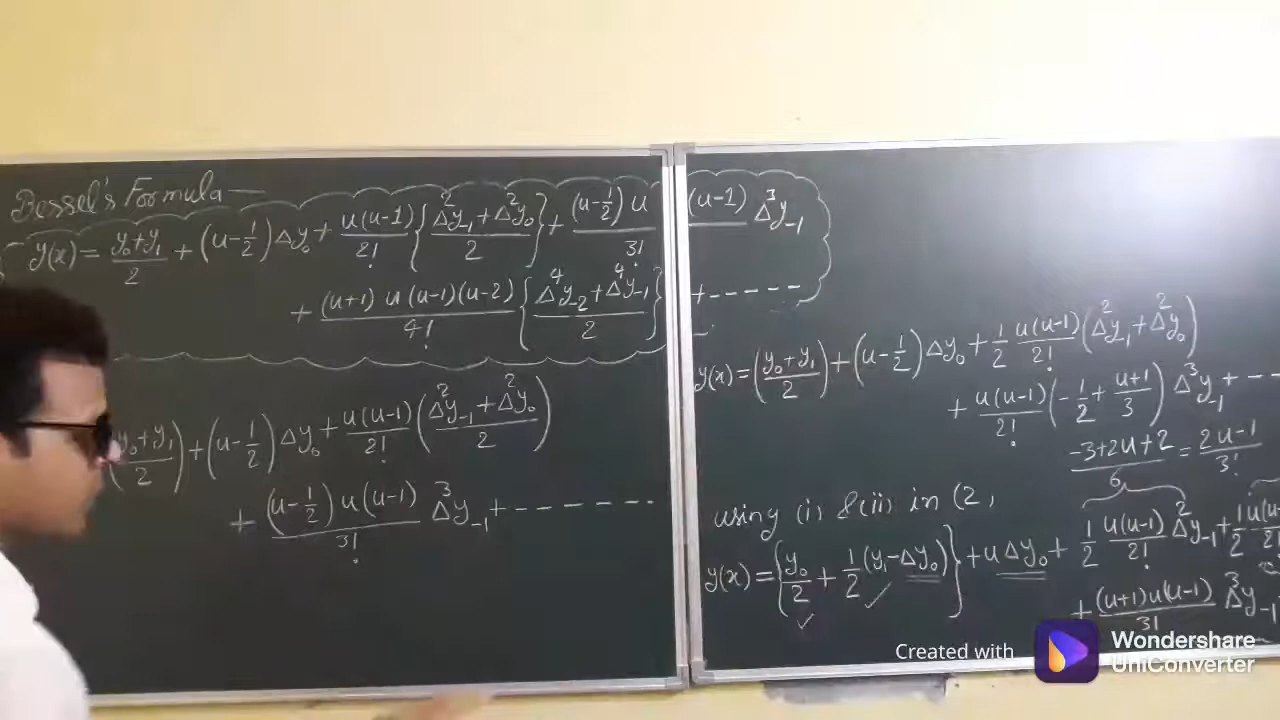 Bessel's Formula —
y(x) = (y₀+y₁)/2 + (u-1/2) Δy₀ + u(u-1)/2! {(Δ²y₋₁ + Δ²y₀)/2} + (u-1/2) u (u-1)/3! Δ³y₋₁
+ (u+1) u (u-1)(u-2)/4! {(Δ⁴y₋₂ + Δ⁴y₋₁)/2} + - - - - -
(y₀+y₁)/2) + (u-1/2) Δy₀ + u(u-1)/2! ((Δ²y₋₁ + Δ²y₀)/2)
+ (u-1/2) u (u-1)/3! Δ³y₋₁ + - - - - - - -
y(x) = ((y₀+y₁)/2) + (u-1/2) Δy₀ + 1/2 u(u-1)/2! (Δ²y₋₁ + Δ²y₀)
+ u(u-1)/2! (-1/2 + (u+1)/3) Δ³y₋₁ + - -
(-3+2u+2)/6 = (2u-1)/3!
using (i) & (ii) in (2,
y(x) = {y₀/2 + 1/2 (y₁-Δy₀)} + u Δy₀ + 1/2 u(u-1)/2! Δ²y₋₁ + 1/2 u(u-
+ (u+1)u(u-1)/3! Δ³y₋₁
Created with
Wondershare
UniConverter